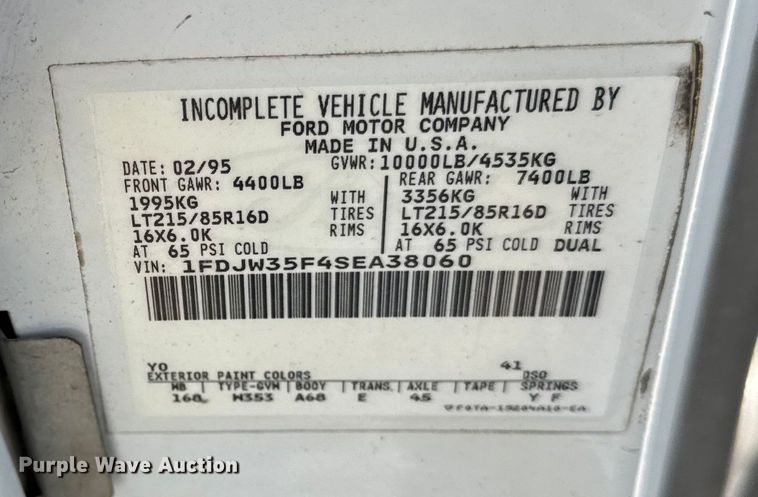 INCOMPLETE VEHICLE MANUFACTURED BY
FORD MOTOR COMPANY
MADE IN U.S.A.
DATE: 02/95 GVWR: 10000LB/4535KG
FRONT GAWR: 4400LB REAR GAWR: 7400LB
1995KG WITH 3356KG WITH
LT215/85R16D TIRES LT215/85R16D TIRES
16X6.0K RIMS 16X6.0K RIMS
AT 65 PSI COLD AT 65 PSI COLD DUAL
VIN: 1FDJW35F4SEA38060
YO 41
EXTERIOR PAINT COLORS DSO
WB TYPE-GVM BODY TRANS. AXLE TAPE SPRINGS
168 W353 A68 E 45 Y F
Purple Wave Auction